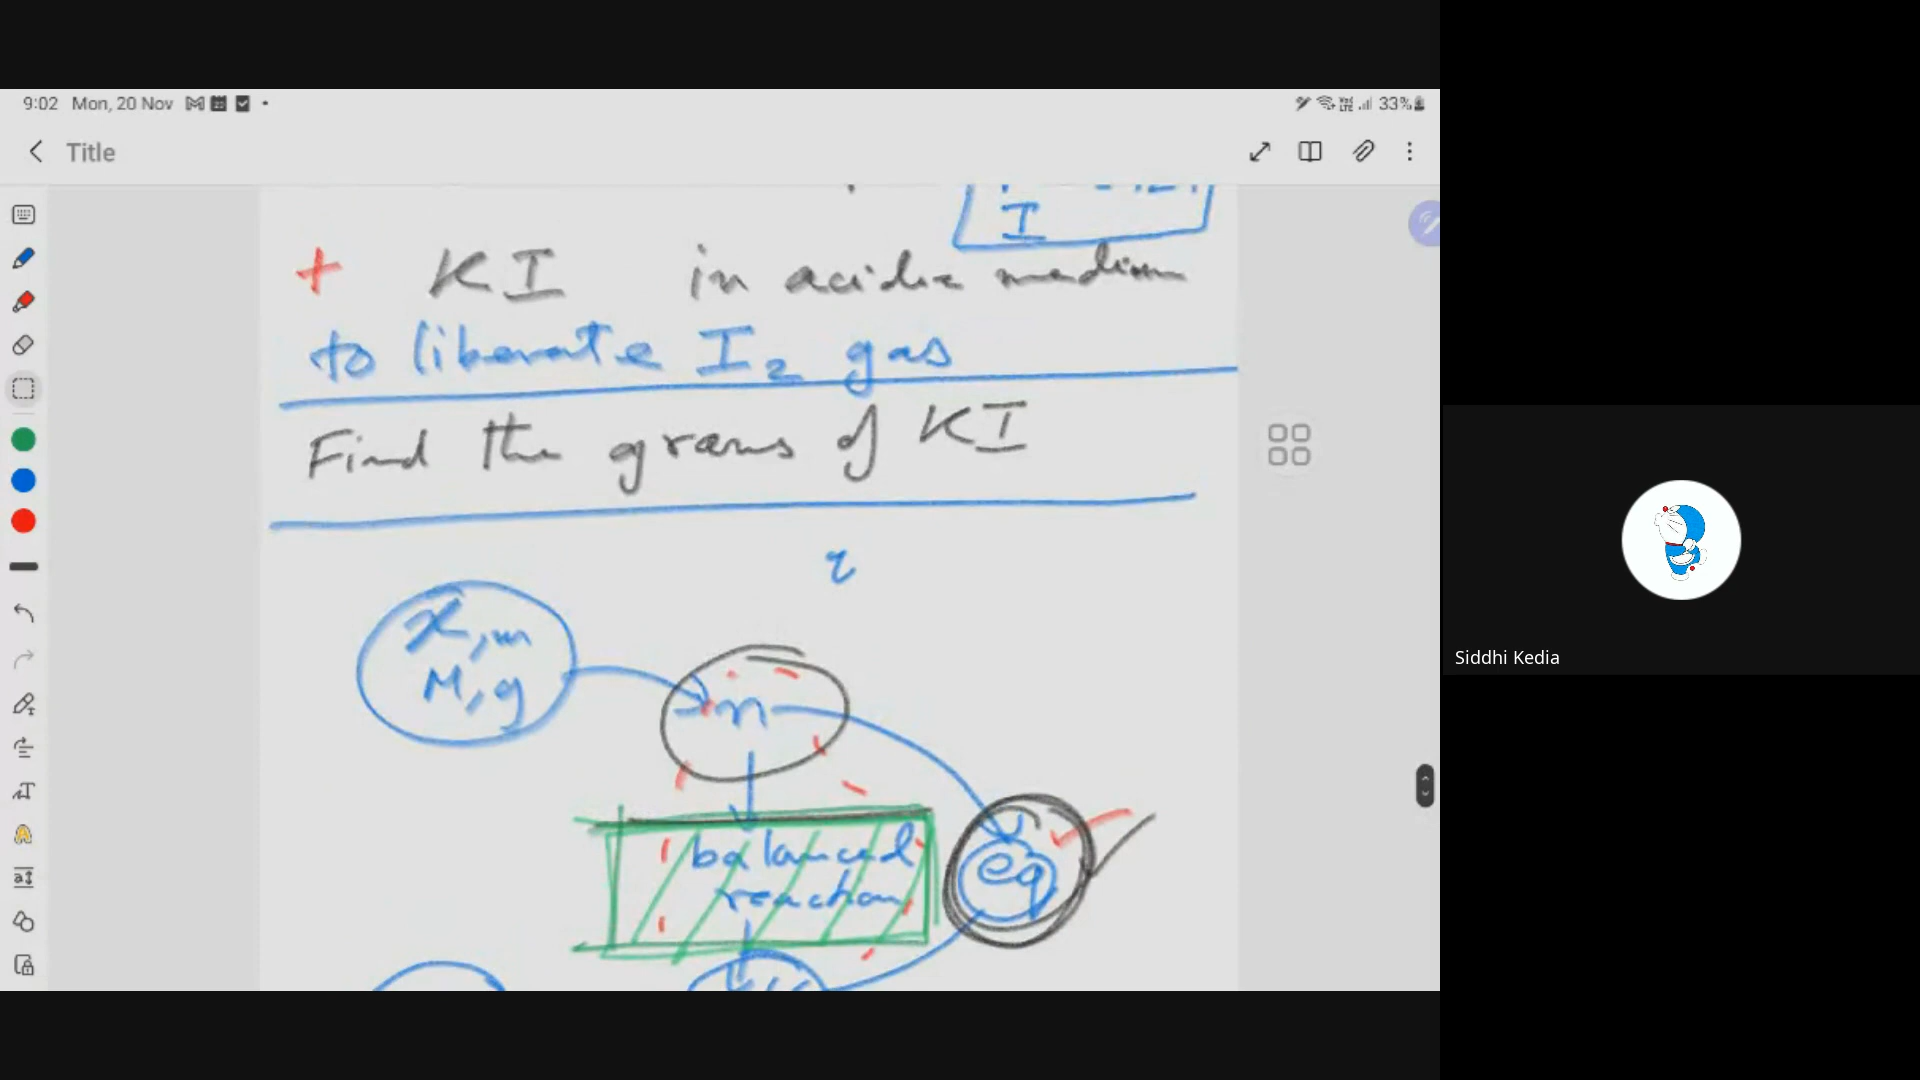 9:02 Mon, 20 Nov 33%
Title
I
+ KI in acidic medium
to liberate I₂ gas
Find the grams of KI
x, m
M, g
n
balanced
reaction
eq
Siddhi Kedia